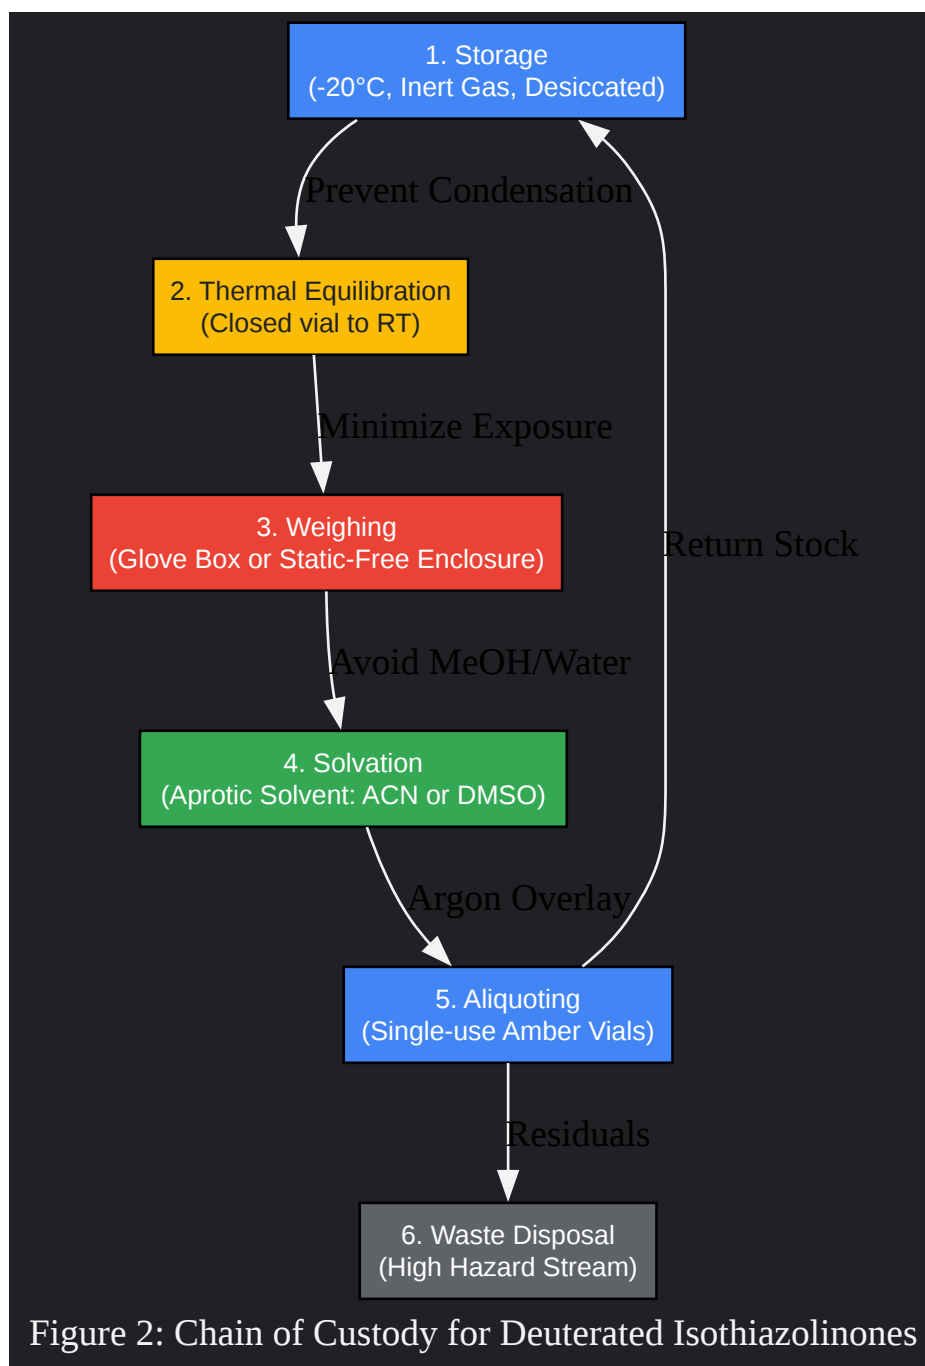 1. Storage
(-20°C, Inert Gas, Desiccated)
Prevent Condensation
2. Thermal Equilibration
(Closed vial to RT)
Minimize Exposure
3. Weighing
(Glove Box or Static-Free Enclosure)
Return Stock
Avoid MeOH/Water
4. Solvation
(Aprotic Solvent: ACN or DMSO)
Argon Overlay
5. Aliquoting
(Single-use Amber Vials)
Residuals
6. Waste Disposal
(High Hazard Stream)
Figure 2: Chain of Custody for Deuterated Isothiazolinones